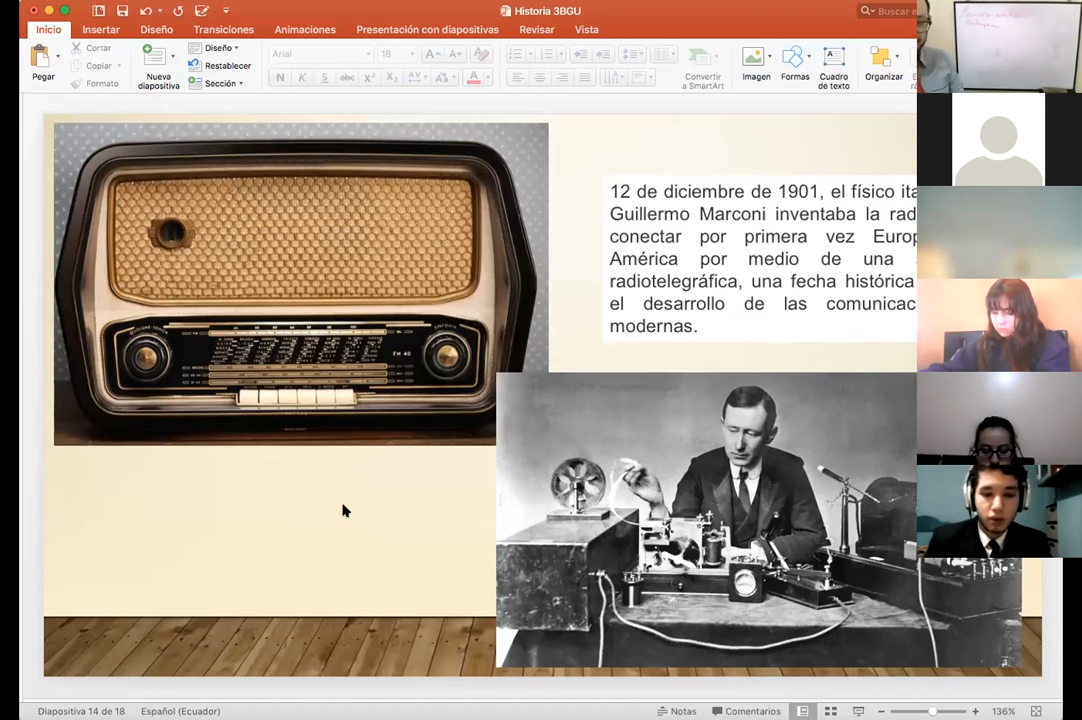 Historia 3BGU
Buscar e
Inicio
Insertar
Diseño
Transiciones
Animaciones
Presentación con diapositivas
Revisar
Vista
Pegar
Cortar
Copiar
Formato
Nueva diapositiva
Diseño
Restablecer
Sección
Arial
18
Convertir a SmartArt
Imagen
Formas
Cuadro de texto
Organizar
12 de diciembre de 1901, el físico ita
Guillermo Marconi inventaba la rad
conectar por primera vez Europ
América por medio de una
radiotelegráfica, una fecha histórica
el desarrollo de las comunicac
modernas.
FM 40
Diapositiva 14 de 18
Español (Ecuador)
Notas
Comentarios
136%